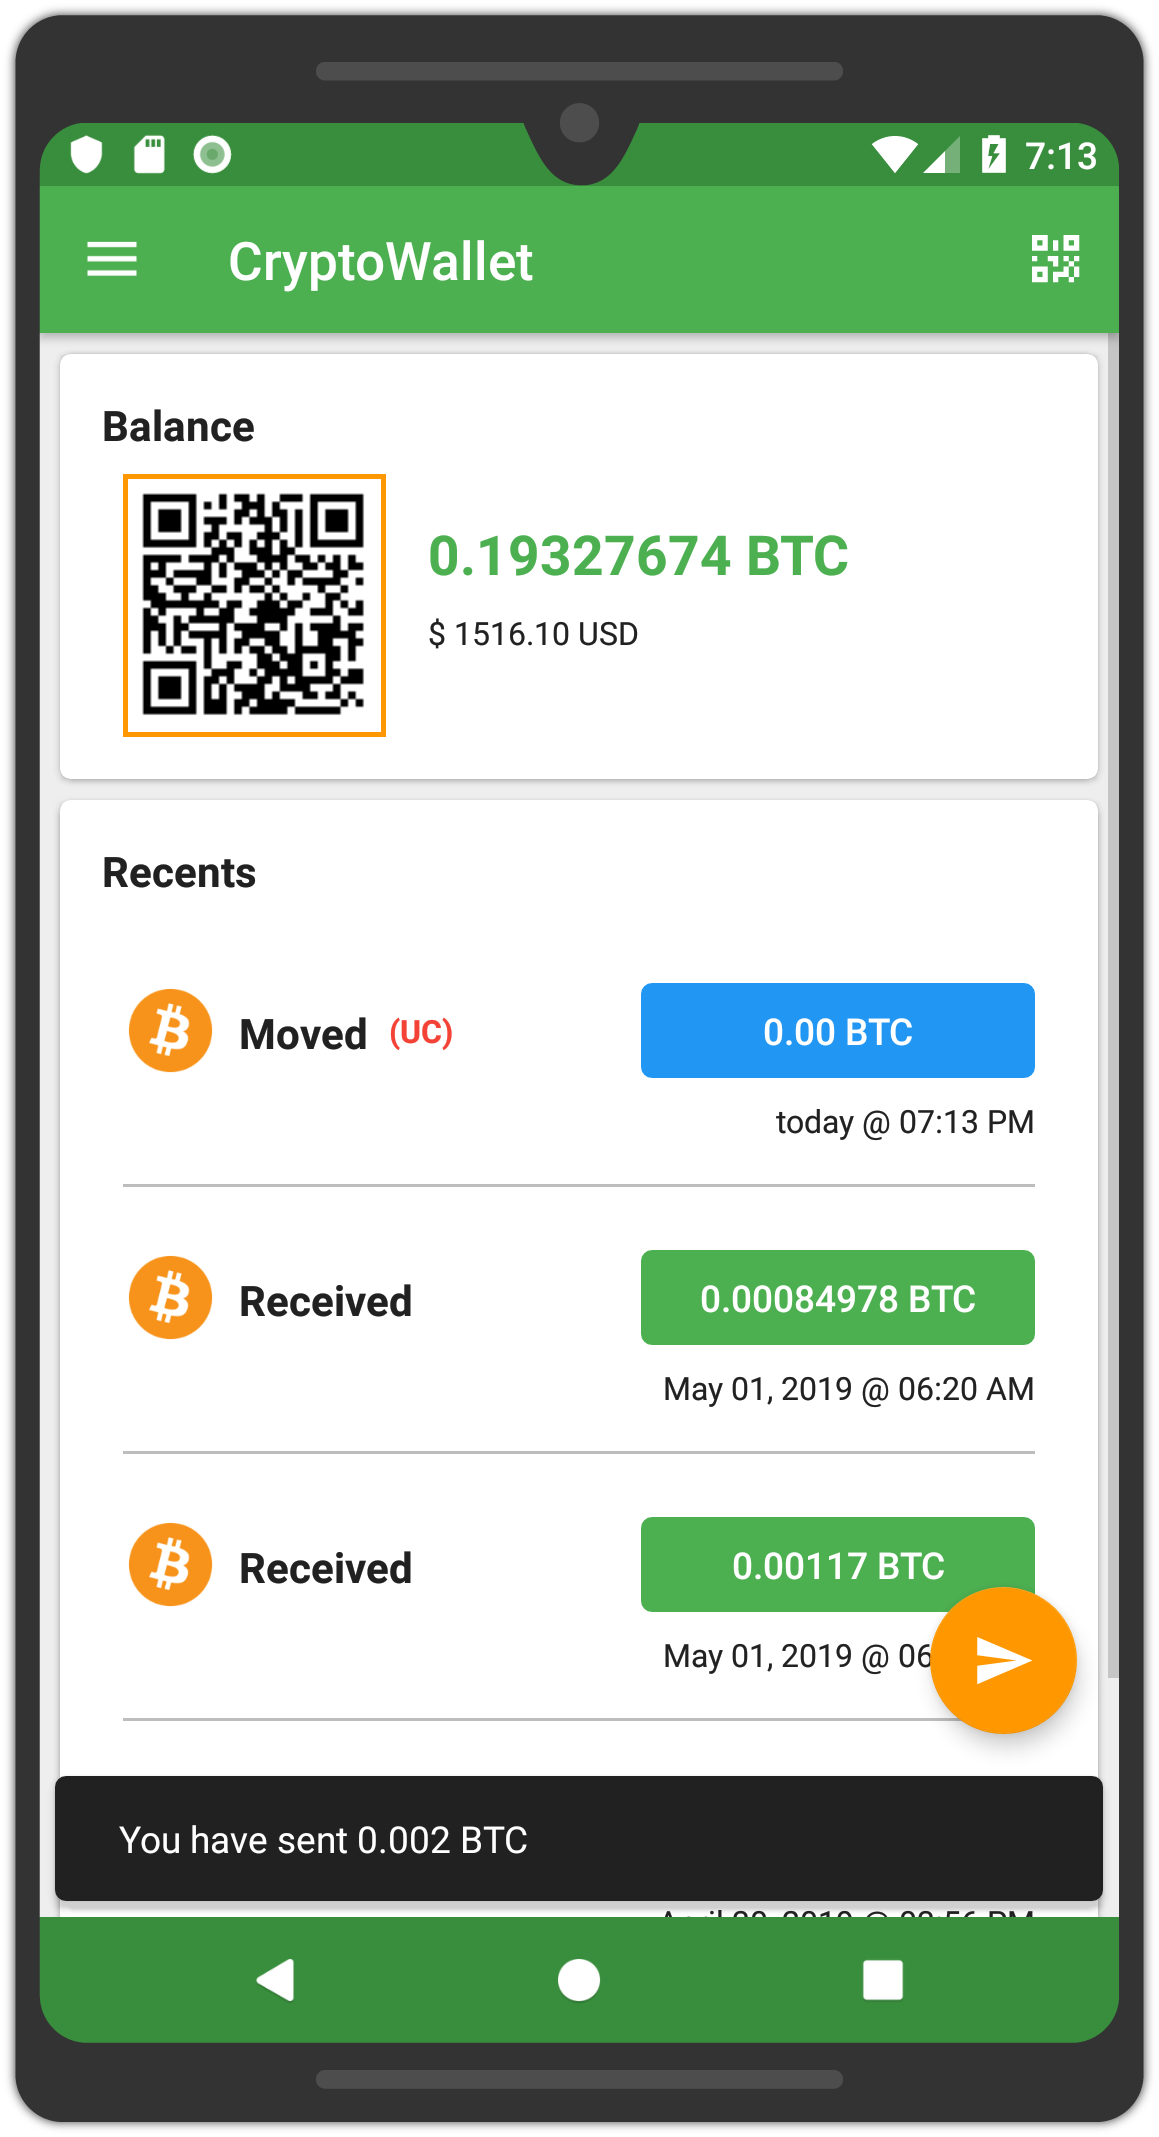 7:13
CryptoWallet
Balance
0.19327674 BTC
$ 1516.10 USD
Recents
Moved (UC)
0.00 BTC
today @ 07:13 PM
Received
0.00084978 BTC
May 01, 2019 @ 06:20 AM
Received
0.00117 BTC
May 01, 2019 @ 06
You have sent 0.002 BTC